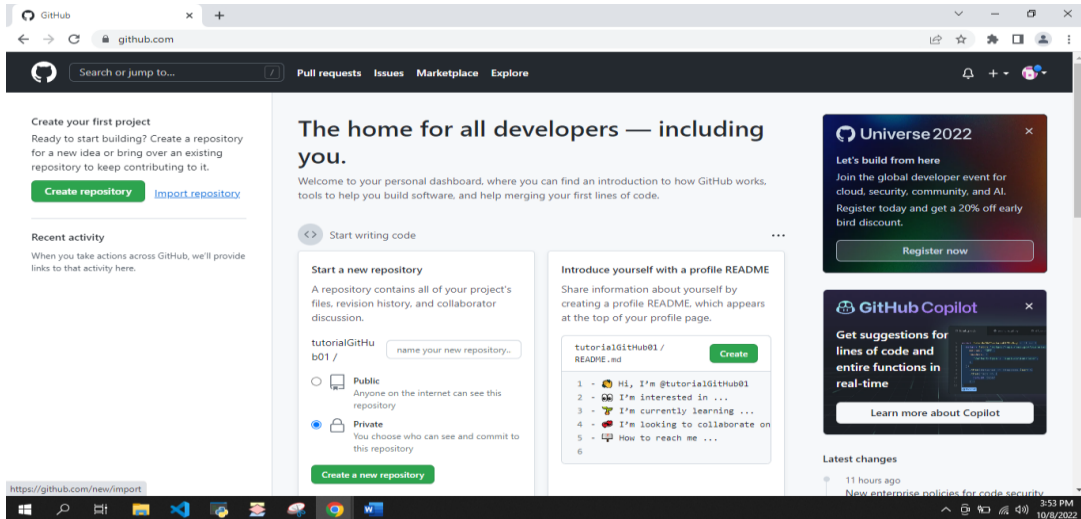 GitHub
github.com
Search or jump to...
/
Pull requests Issues Marketplace Explore
Create your first project
Ready to start building? Create a repository
for a new idea or bring over an existing
repository to keep contributing to it.
Create repository Import repository
Recent activity
When you take actions across GitHub, we'll provide
links to that activity here.
The home for all developers — including
you.
Welcome to your personal dashboard, where you can find an introduction to how GitHub works,
tools to help you build software, and help merging your first lines of code.
<> Start writing code
Start a new repository
A repository contains all of your project's
files, revision history, and collaborator
discussion.
tutorialGitHu
b01 /
name your new repository..
Public
Anyone on the internet can see this
repository
Private
You choose who can see and commit to
this repository
Create a new repository
Introduce yourself with a profile README
Share information about yourself by
creating a profile README, which appears
at the top of your profile page.
tutorialGitHub01 /
README.md
Create
1 - 👋 Hi, I'm @tutorialGitHub01
2 - 👀 I'm interested in ...
3 - 🌱 I'm currently learning ...
4 - 💞️ I'm looking to collaborate on
5 - 📫 How to reach me ...
6
Universe 2022
Let's build from here
Join the global developer event for
cloud, security, community, and AI.
Register today and get a 20% off early
bird discount.
Register now
GitHub Copilot
Get suggestions for
lines of code and
entire functions in
real-time
Learn more about Copilot
Latest changes
11 hours ago
New enterprise policies for code security
https://github.com/new/import
3:53 PM
10/8/2022